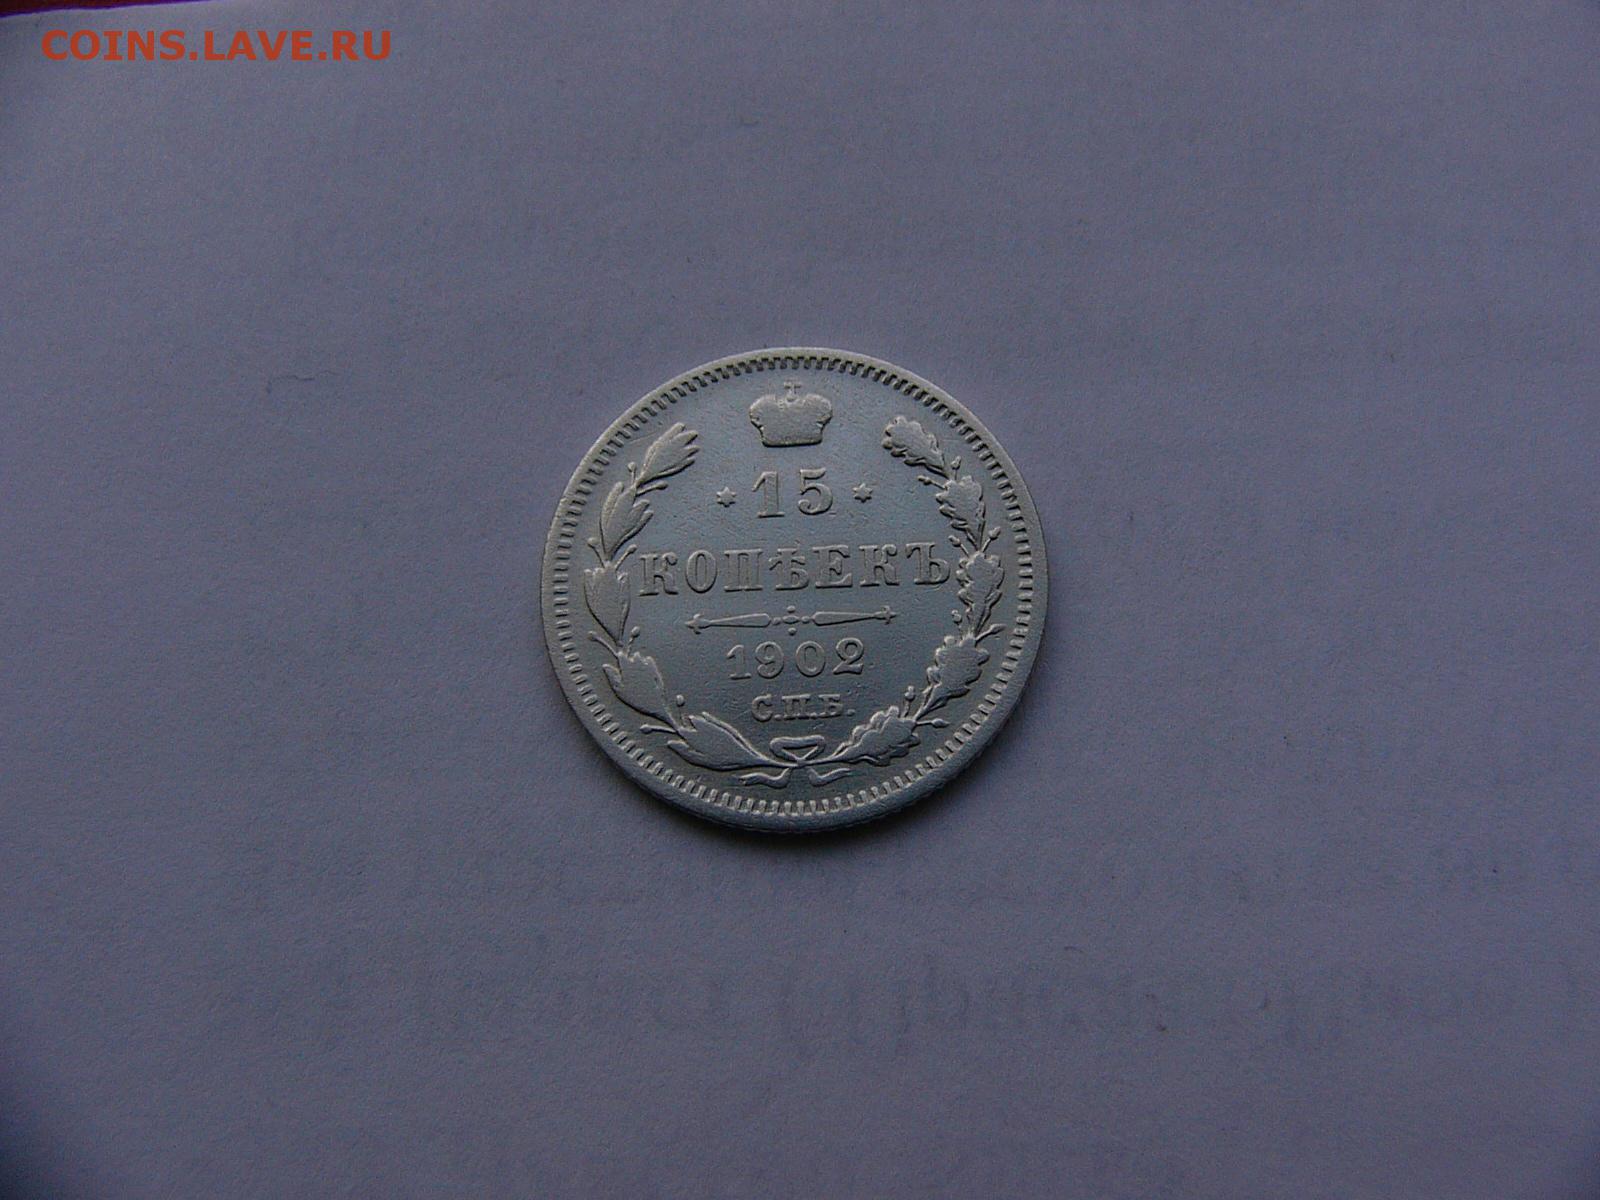 COINS.LAVE.RU
* 15 *
КОПѢЕКЪ
1902
С.П.Б.